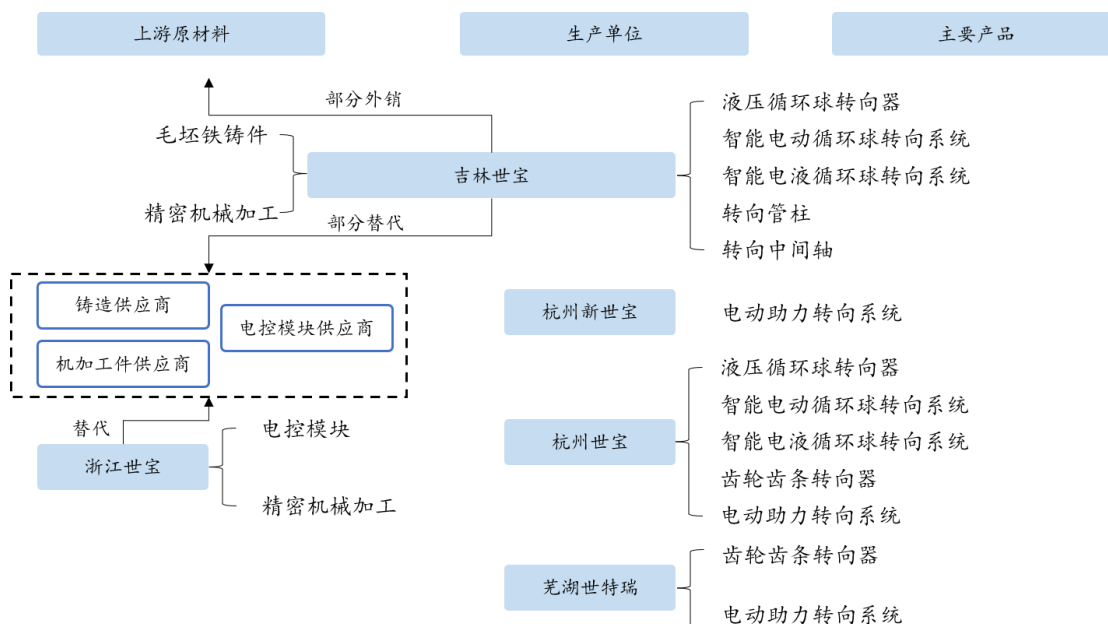 上游原材料
生产单位
主要产品
部分外销
毛坯铁铸件
精密机械加工
吉林世宝
液压循环球转向器
智能电动循环球转向系统
智能电液循环球转向系统
转向管柱
转向中间轴
部分替代
铸造供应商
电控模块供应商
机加工件供应商
杭州新世宝
电动助力转向系统
替代
浙江世宝
电控模块
精密机械加工
杭州世宝
液压循环球转向器
智能电动循环球转向系统
智能电液循环球转向系统
齿轮齿条转向器
电动助力转向系统
芜湖世特瑞
齿轮齿条转向器
电动助力转向系统